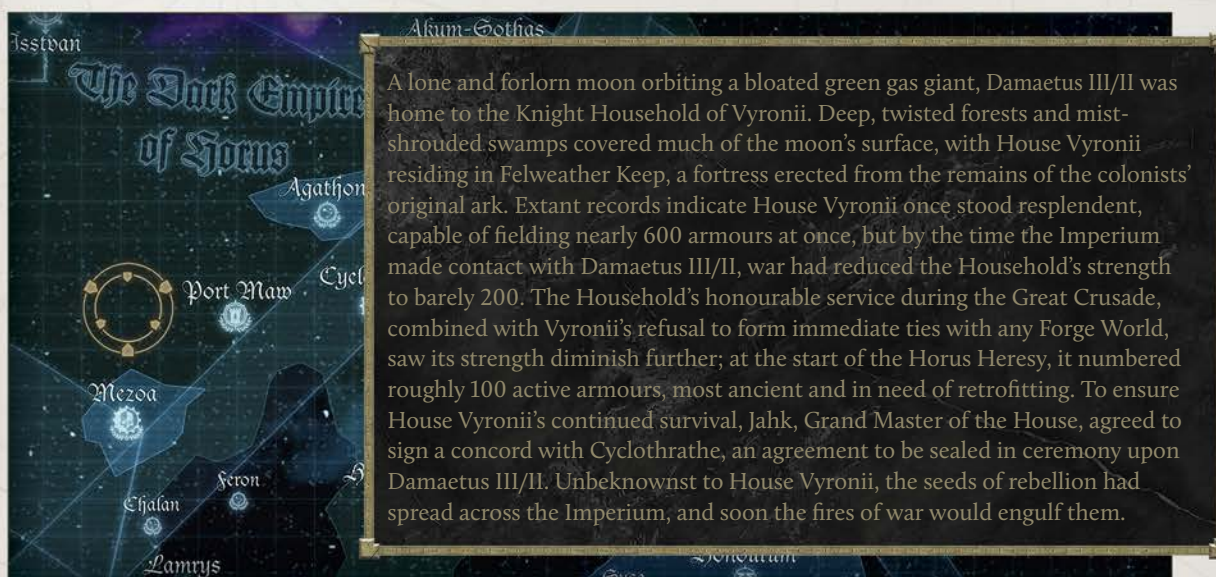 Isstvan
Akum-Sothas
The Dark Empire
of Horus
Agathon
Port Maw
Cycl
Mezoa
Feron
Chalan
Lamrys
A lone and forlorn moon orbiting a bloated green gas giant, Damaetus III/II was
home to the Knight Household of Vyronii. Deep, twisted forests and mist-
shrouded swamps covered much of the moon's surface, with House Vyronii
residing in Felweather Keep, a fortress erected from the remains of the colonists'
original ark. Extant records indicate House Vyronii once stood resplendent,
capable of fielding nearly 600 armours at once, but by the time the Imperium
made contact with Damaetus III/II, war had reduced the Household's strength
to barely 200. The Household's honourable service during the Great Crusade,
combined with Vyronii's refusal to form immediate ties with any Forge World,
saw its strength diminish further; at the start of the Horus Heresy, it numbered
roughly 100 active armours, most ancient and in need of retrofitting. To ensure
House Vyronii's continued survival, Jahk, Grand Master of the House, agreed to
sign a concord with Cyclothrathe, an agreement to be sealed in ceremony upon
Damaetus III/II. Unbeknownst to House Vyronii, the seeds of rebellion had
spread across the Imperium, and soon the fires of war would engulf them.